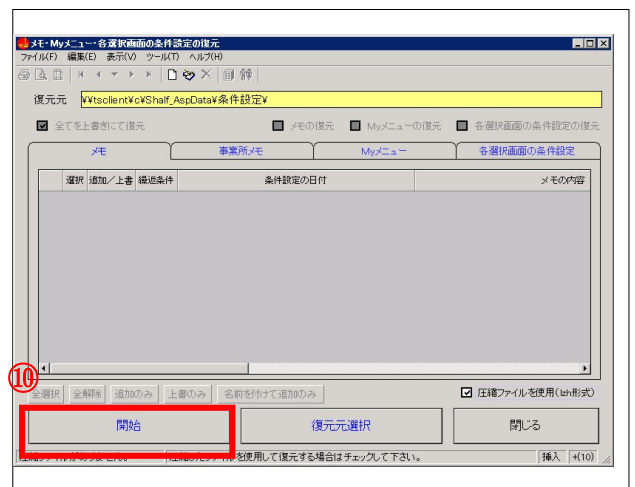 メモ・Myメニュー・各選択画面の条件設定の復元
ファイル(F) 編集(E) 表示(V) ツール(T) ヘルプ(H)
復元元 ¥¥tsclient¥c¥Shalf_AspData¥条件設定¥
全てを上書きにて復元 メモの復元 Myメニューの復元 各選択画面の条件設定の復元
メモ 事業所メモ Myメニュー 各選択画面の条件設定
選択 追加／上書 繰返条件 条件設定の日付 メモの内容
⑩
全選択 全解除 追加のみ 上書のみ 名前を付けて追加のみ 圧縮ファイルを使用(lzh形式)
開始 復元元選択 閉じる
を使用して復元する場合はチェックして下さい。 挿入 +(10)